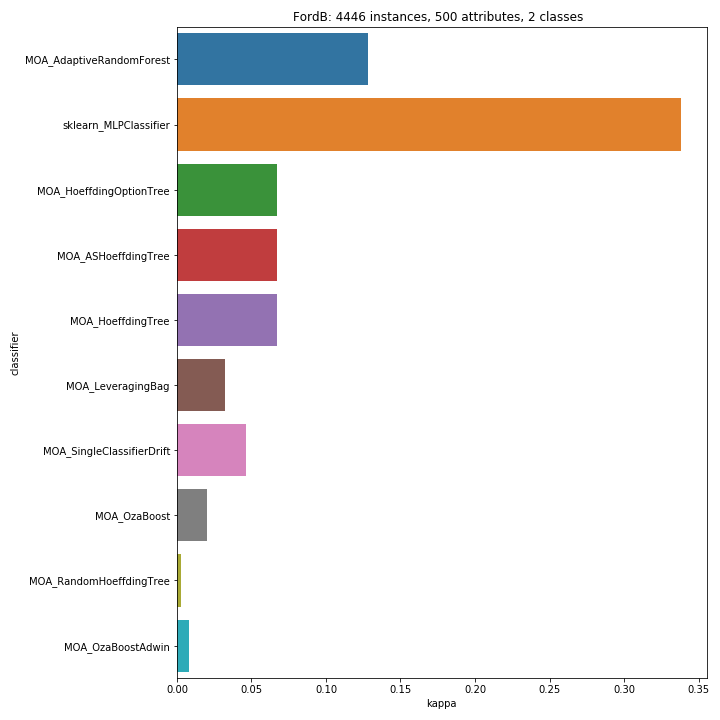 FordB: 4446 instances, 500 attributes, 2 classes
MOA_AdaptiveRandomForest
sklearn_MLPClassifier
MOA_HoeffdingOptionTree
MOA_ASHoeffdingTree
MOA_HoeffdingTree
MOA_LeveragingBag
MOA_SingleClassifierDrift
MOA_OzaBoost
MOA_RandomHoeffdingTree
MOA_OzaBoostAdwin
classifier
0.00 0.05 0.10 0.15 0.20 0.25 0.30 0.35
kappa